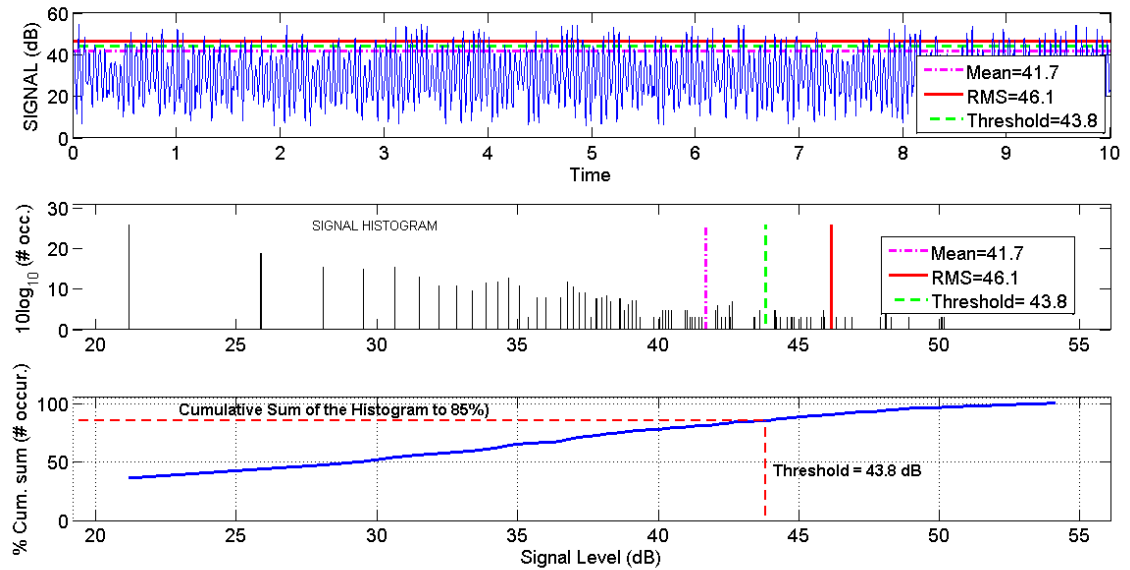 SIGNAL (dB)
60
40
20
0
0 1 2 3 4 5 6 7 8 9 10
Time
Mean=41.7
RMS=46.1
Threshold=43.8
10log10 (# occ.)
30
20
10
0
SIGNAL HISTOGRAM
Mean=41.7
RMS=46.1
Threshold= 43.8
20 25 30 35 40 45 50 55
% Cum. sum (# occur.)
100
50
0
Cumulative Sum of the Histogram to 85%)
Threshold = 43.8 dB
20 25 30 35 40 45 50 55
Signal Level (dB)